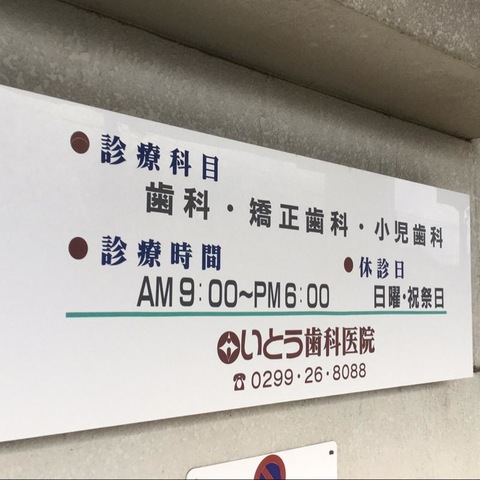 ●診療科目
歯科・矯正歯科・小児歯科
●診療時間
AM9:00~PM6:00
●休診日
日曜・祝祭日
いとう歯科医院
☎0299・26・8088